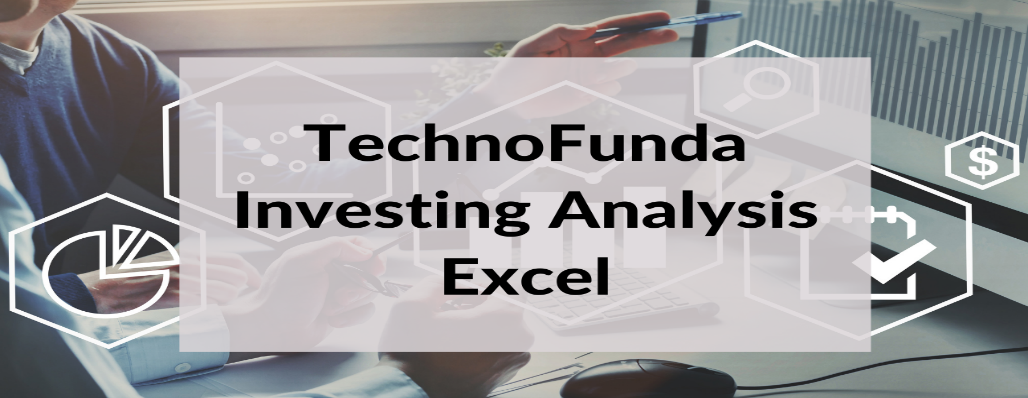 TechnoFunda
Investing Analysis
Excel
$